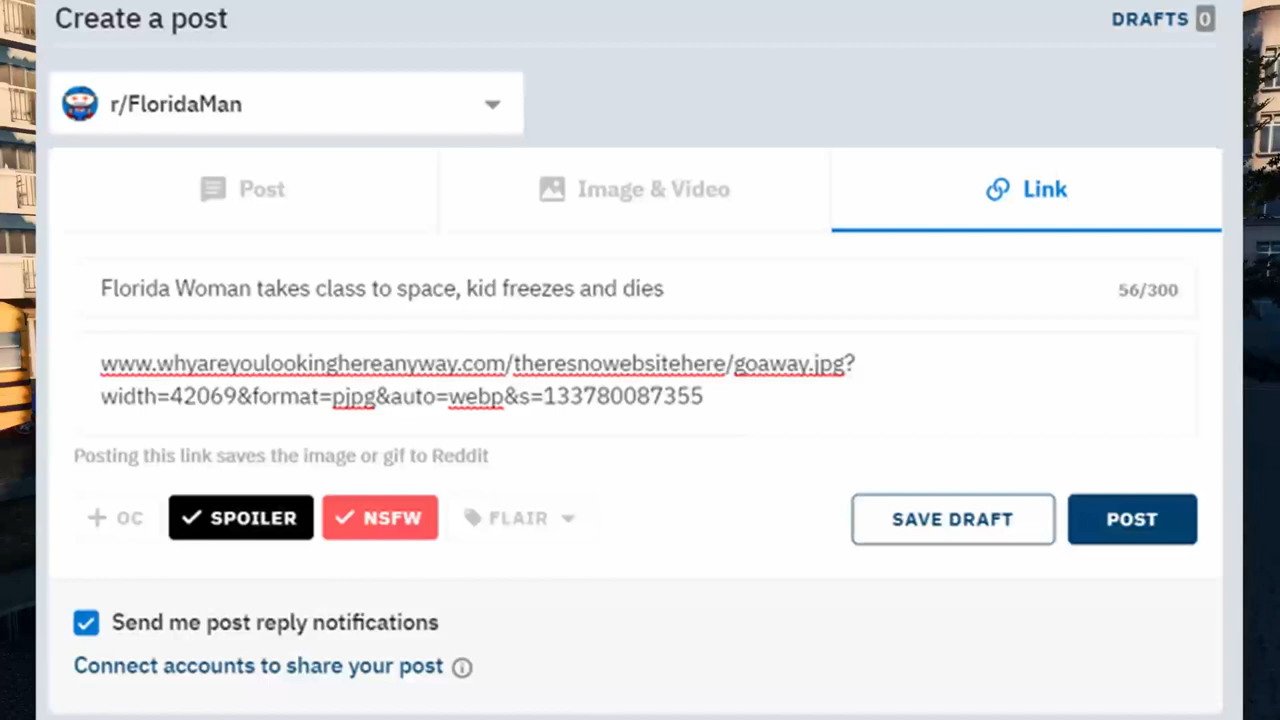 Create a post
DRAFTS 0
r/FloridaMan
Post
Image & Video
Link
Florida Woman takes class to space, kid freezes and dies
56/300
www.whyareyoulookinghereanyway.com/theresnowebsitehere/goaway.jpg?
width=42069&format=pjpg&auto=webp&s=133780087355
Posting this link saves the image or gif to Reddit
+ OC
SPOILER
NSFW
FLAIR
SAVE DRAFT
POST
Send me post reply notifications
Connect accounts to share your post